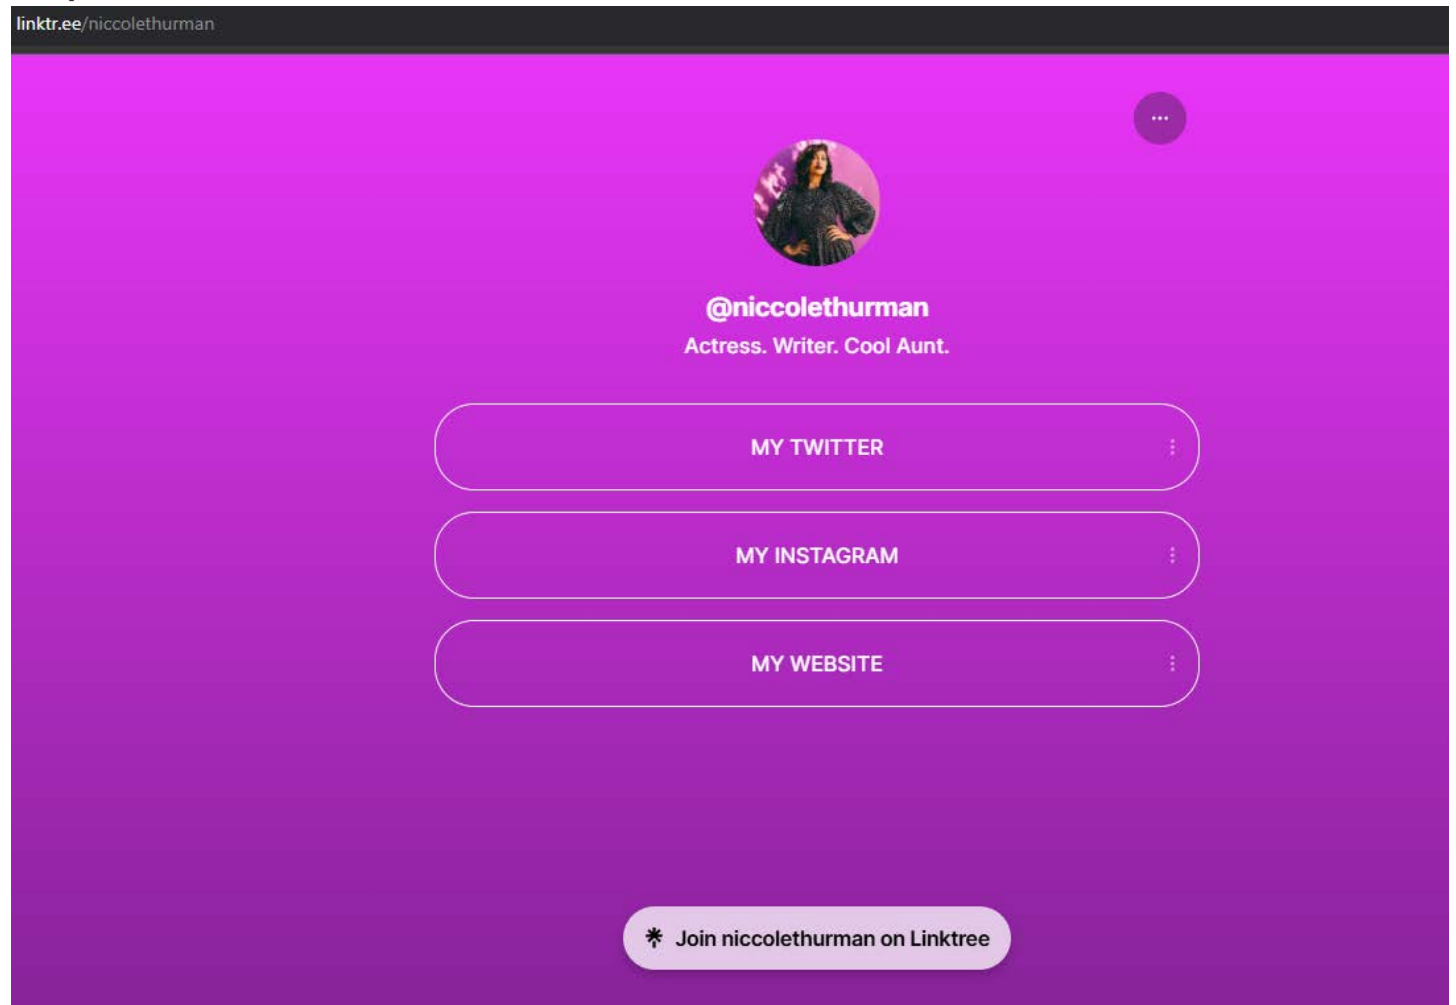 linktr.ee/niccolethurman
@niccolethurman
Actress. Writer. Cool Aunt.
MY TWITTER
MY INSTAGRAM
MY WEBSITE
Join niccolethurman on Linktree